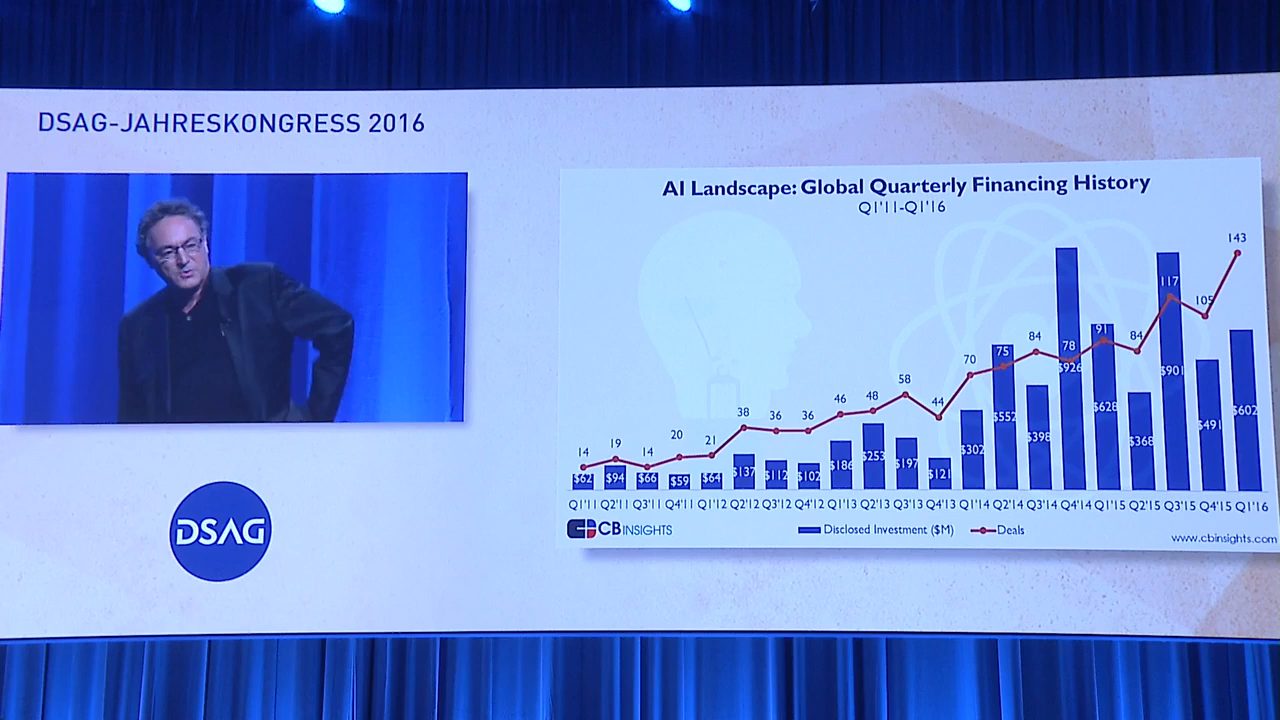 DSAG-JAHRESKONGRESS 2016
DSAG
AI Landscape: Global Quarterly Financing History
Q1'11-Q1'16
14 19 14 20 21 38 36 36 46 48 58 44 70 75 84 78 91 84 117 105 143
$62 $94 $66 $59 $64 $137 $112 $102 $186 $253 $197 $121 $302 $552 $398 $926 $628 $368 $901 $491 $602
Q1'11 Q2'11 Q3'11 Q4'11 Q1'12 Q2'12 Q3'12 Q4'12 Q1'13 Q2'13 Q3'13 Q4'13 Q1'14 Q2'14 Q3'14 Q4'14 Q1'15 Q2'15 Q3'15 Q4'15 Q1'16
CBINSIGHTS
Disclosed Investment ($M) Deals
www.cbinsights.com